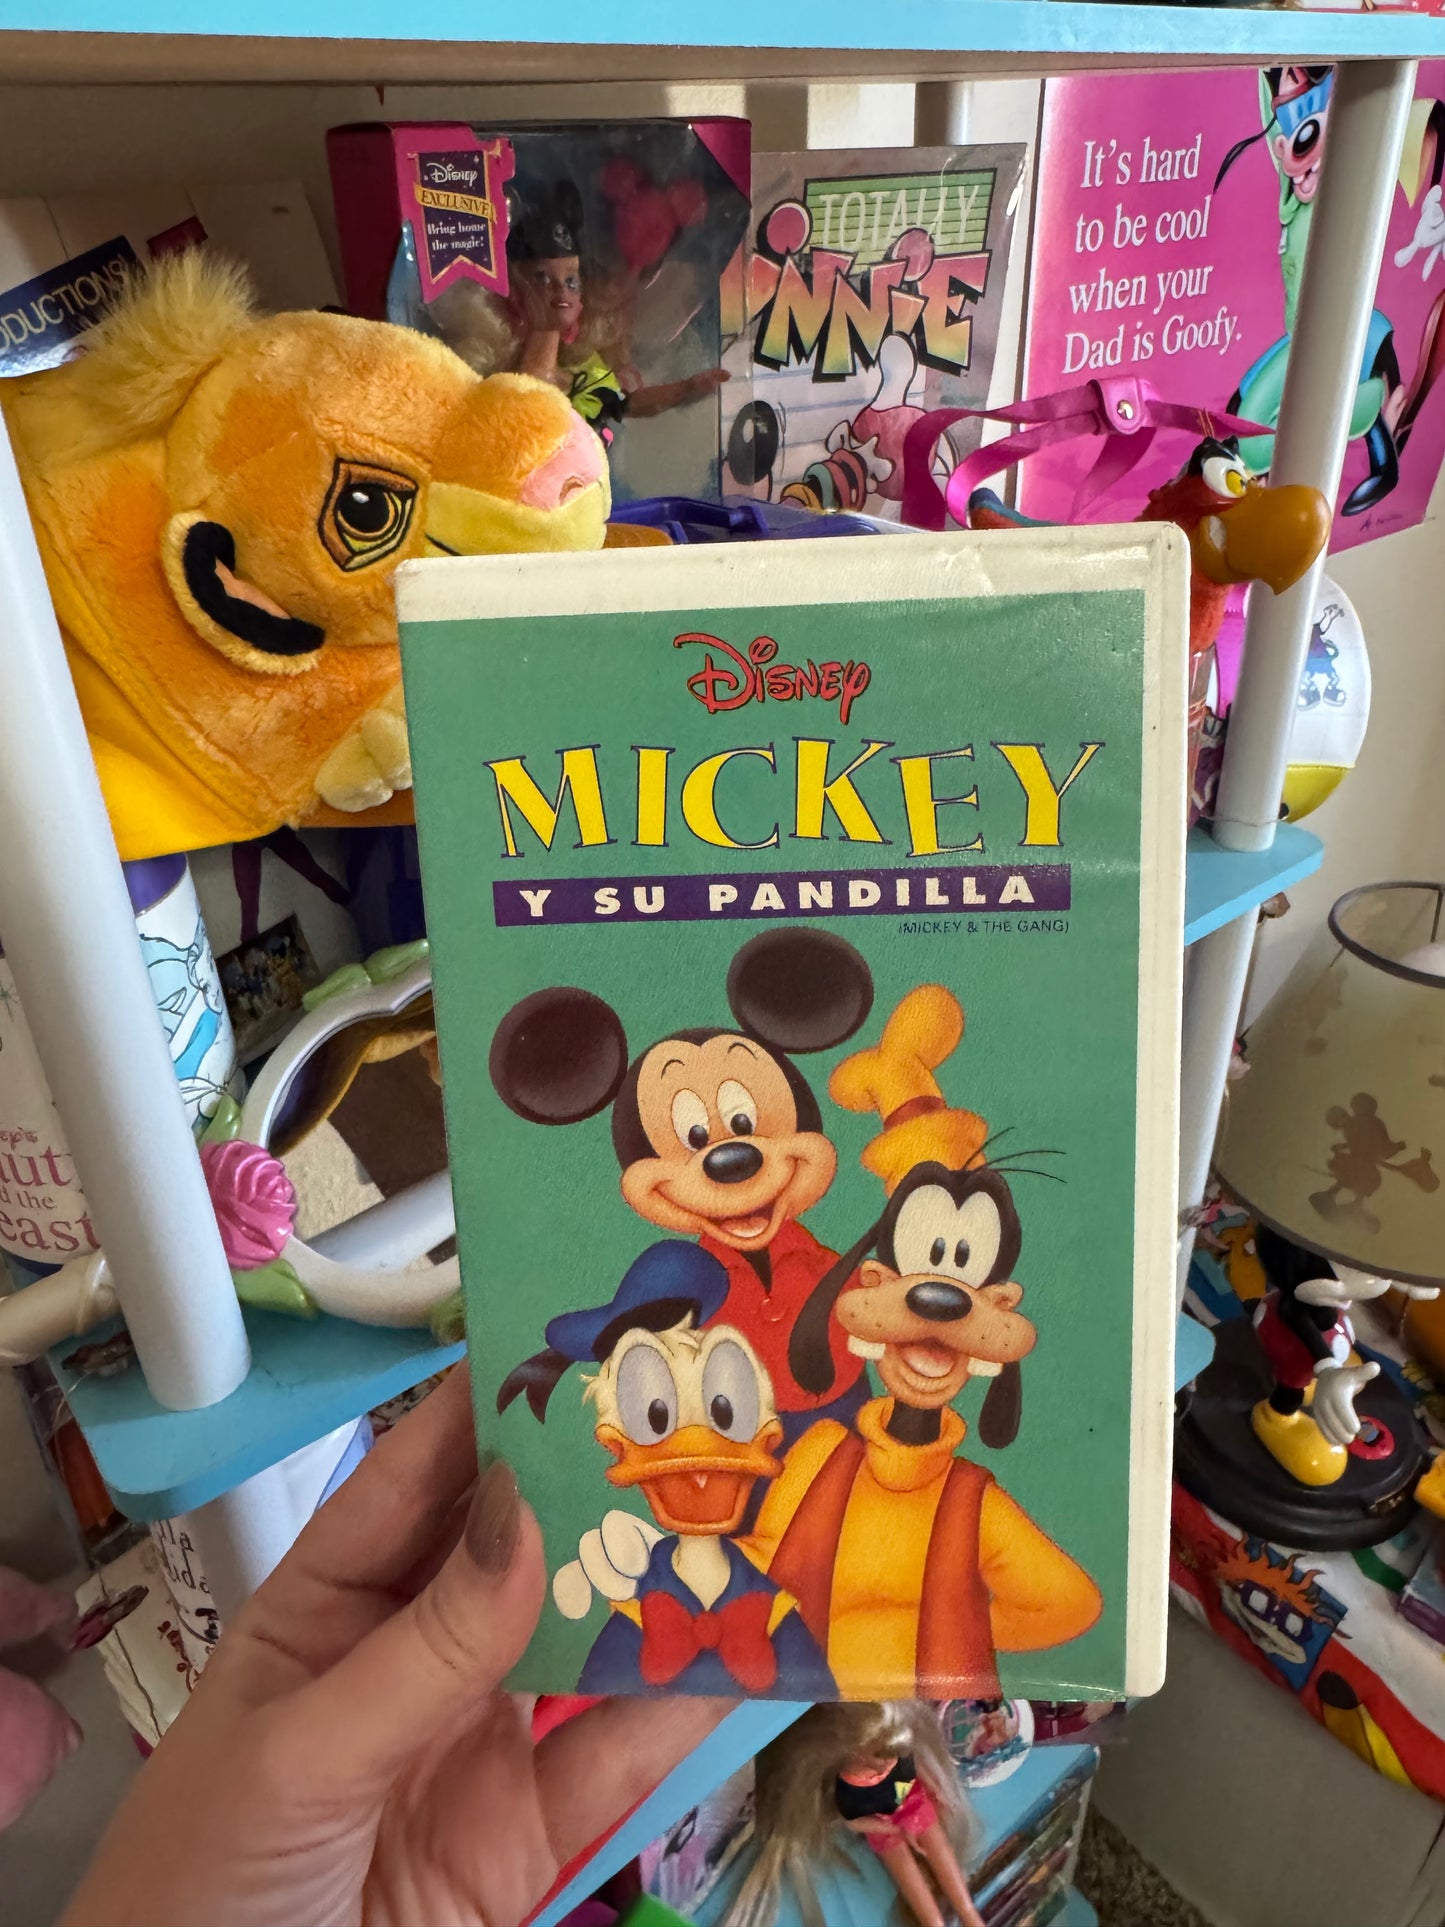 Disney
EXCLUSIVE
Bring home
the magic!
TOTALLY
MINNIE
It's hard
to be cool
when your
Dad is Goofy.
Disney
MICKEY
Y SU PANDILLA
(MICKEY & THE GANG)